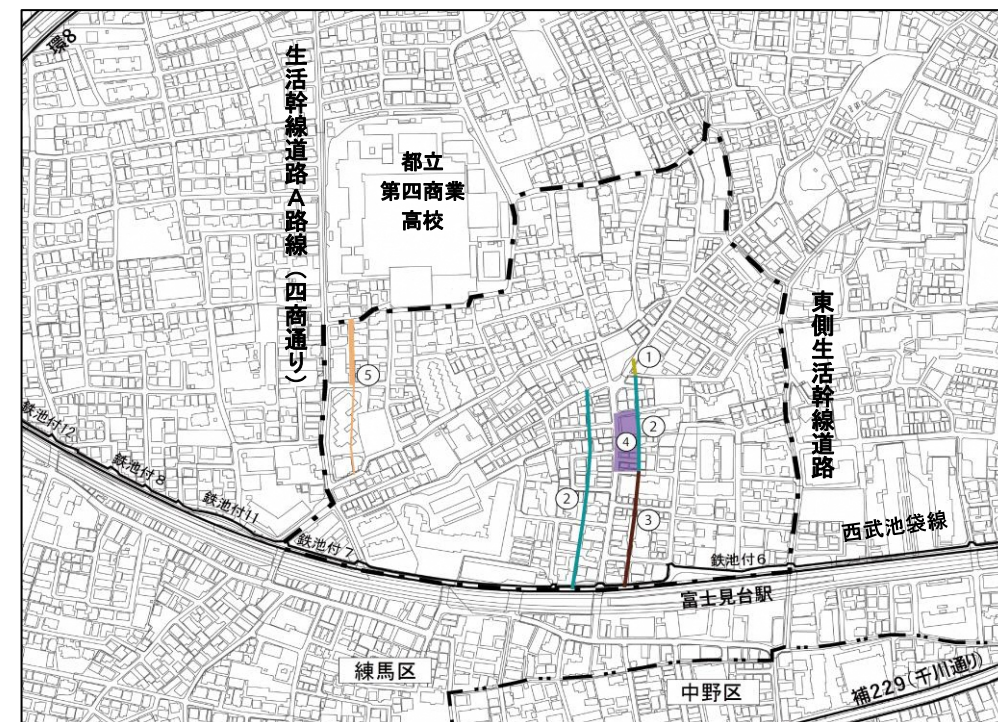 環8
生活幹線道路A路線（四商通り）
都立
第四商業
高校
東側生活幹線道路
①
②
④
⑤
②
③
鉄池付12
鉄池付8
鉄池付11
鉄池付7
鉄池付6
西武池袋線
富士見台駅
練馬区
中野区
補229（千川通り）